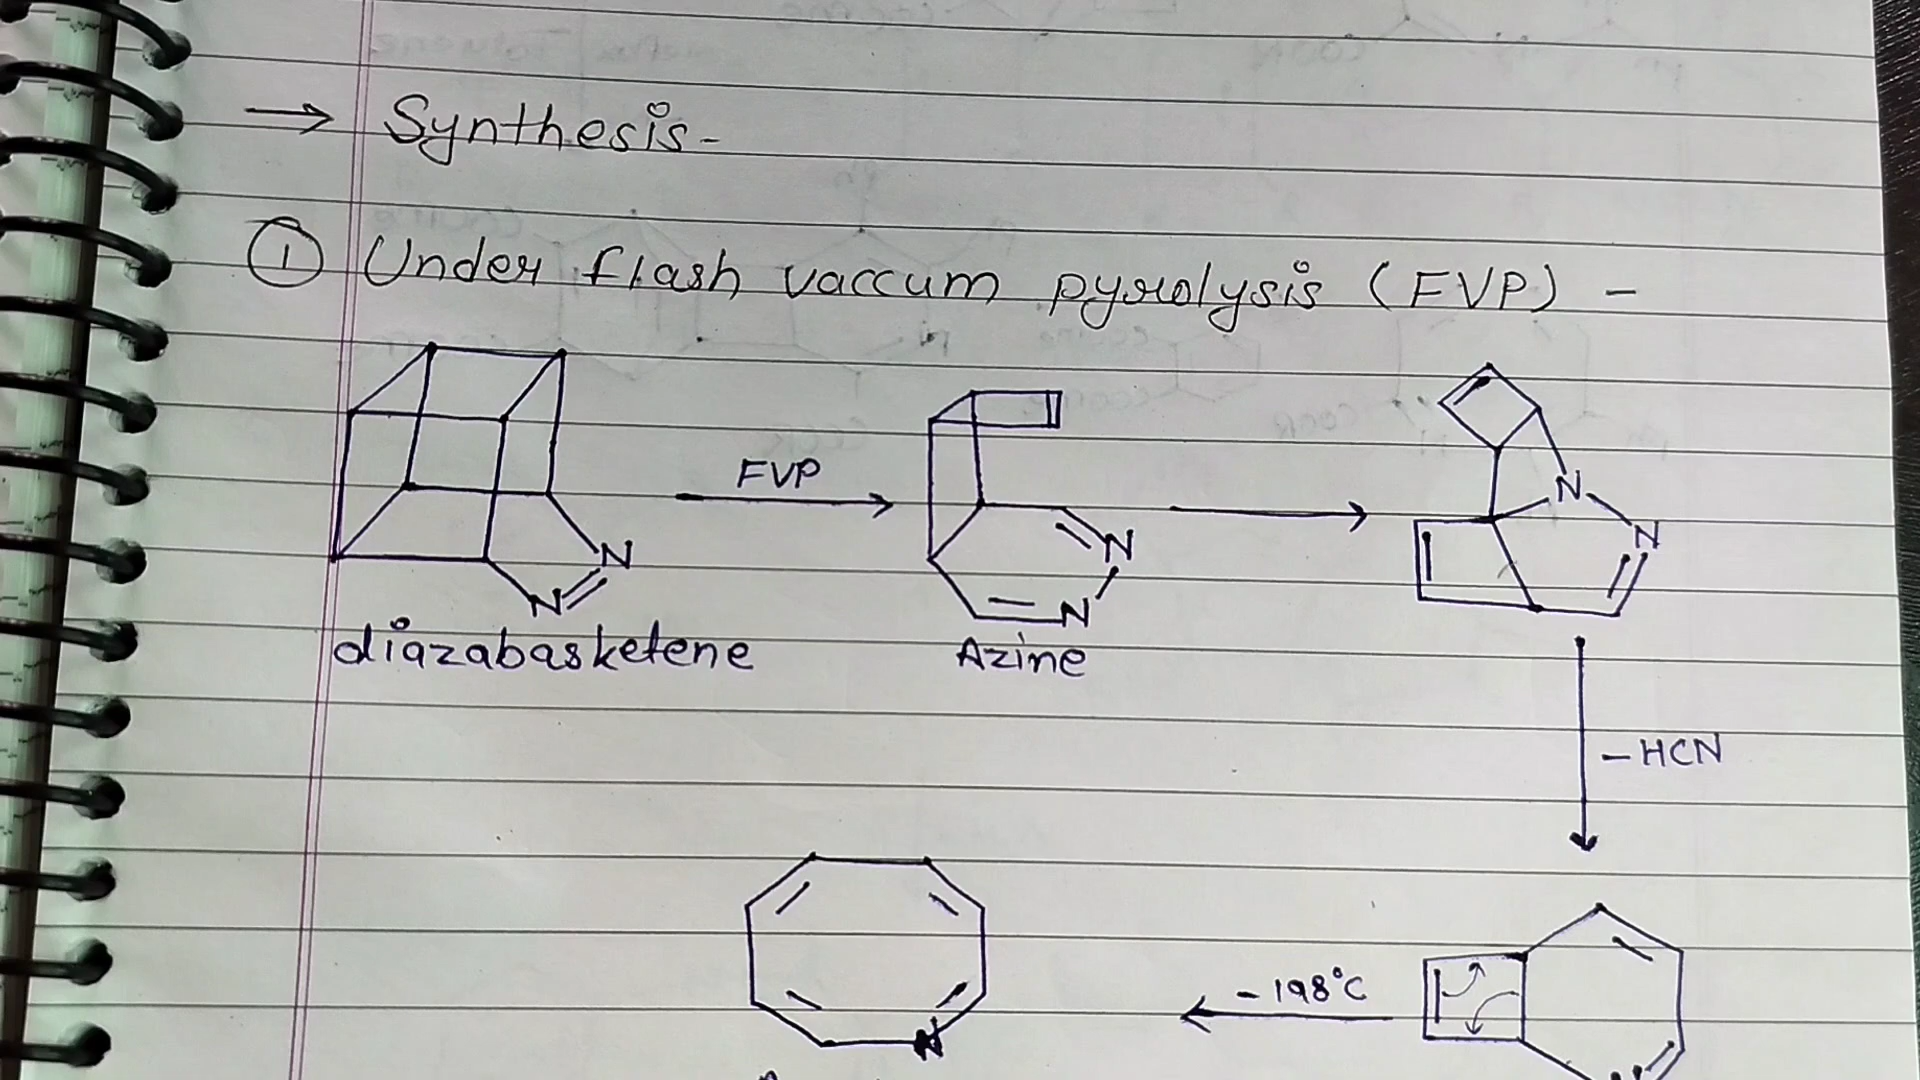 → Synthesis-
① Under flash vaccum pyrolysis (FVP) -
FVP
N
N
N
N
N
N
diazabasketene
Azine
- HCN
- 198°C
N